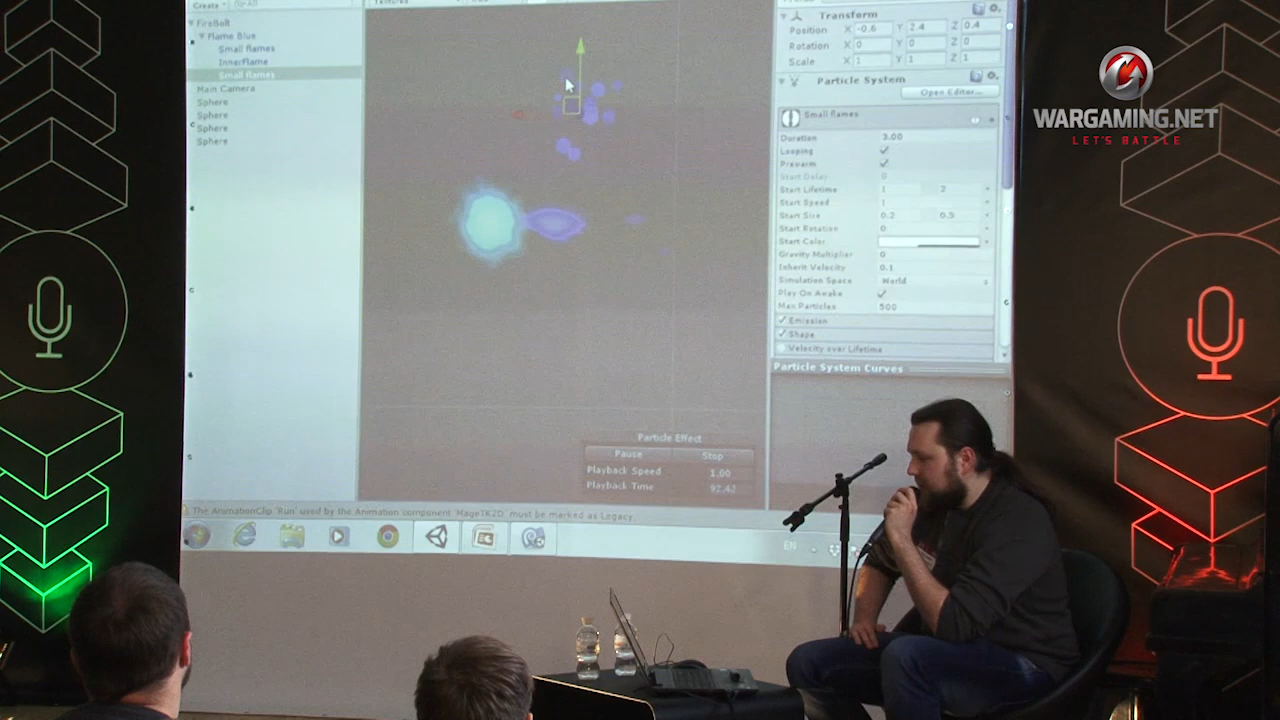 Create
FireBolt
Flame Blue
Small flames
InnerFlame
Small flames
Main Camera
Sphere
Sphere
Sphere
Sphere
Textures
Transform
Position X -0.6 Y 2.4 Z 0.4
Rotation X 0 Y 0 Z 0
Scale X 1 Y 1 Z 1
Particle System
Open Editor...
Small flames
Duration 3.00
Looping
Prewarm
Start Delay 0
Start Lifetime 1 2
Start Speed 1
Start Size 0.2 0.5
Start Rotation 0
Start Color
Gravity Multiplier 0
Inherit Velocity 0.1
Simulation Space World
Play On Awake
Max Particles 500
Emission
Shape
Velocity over Lifetime
Particle System Curves
Particle Effect
Pause Stop
Playback Speed 1.00
Playback Time 92.42
The AnimationClip 'Run' used by the Animation component 'MageTK2D' must be marked as Legacy.
EN
WARGAMING.NET
LET'S BATTLE